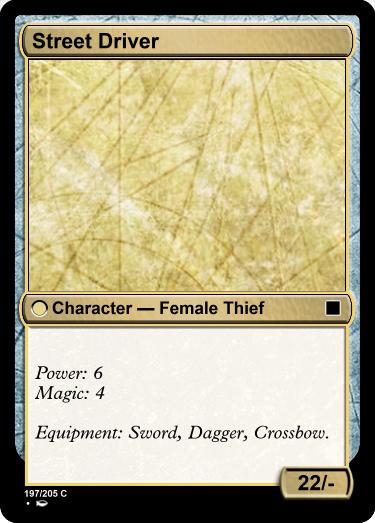 Street Driver
Character — Female Thief
Power: 6
Magic: 4
Equipment: Sword, Dagger, Crossbow.
22/-
197/205 C